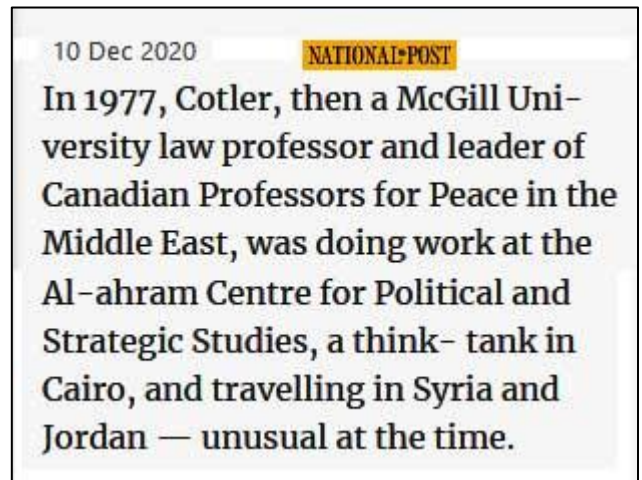 10 Dec 2020 NATIONAL POST
In 1977, Cotler, then a McGill Uni-
versity law professor and leader of
Canadian Professors for Peace in the
Middle East, was doing work at the
Al-ahram Centre for Political and
Strategic Studies, a think- tank in
Cairo, and travelling in Syria and
Jordan — unusual at the time.